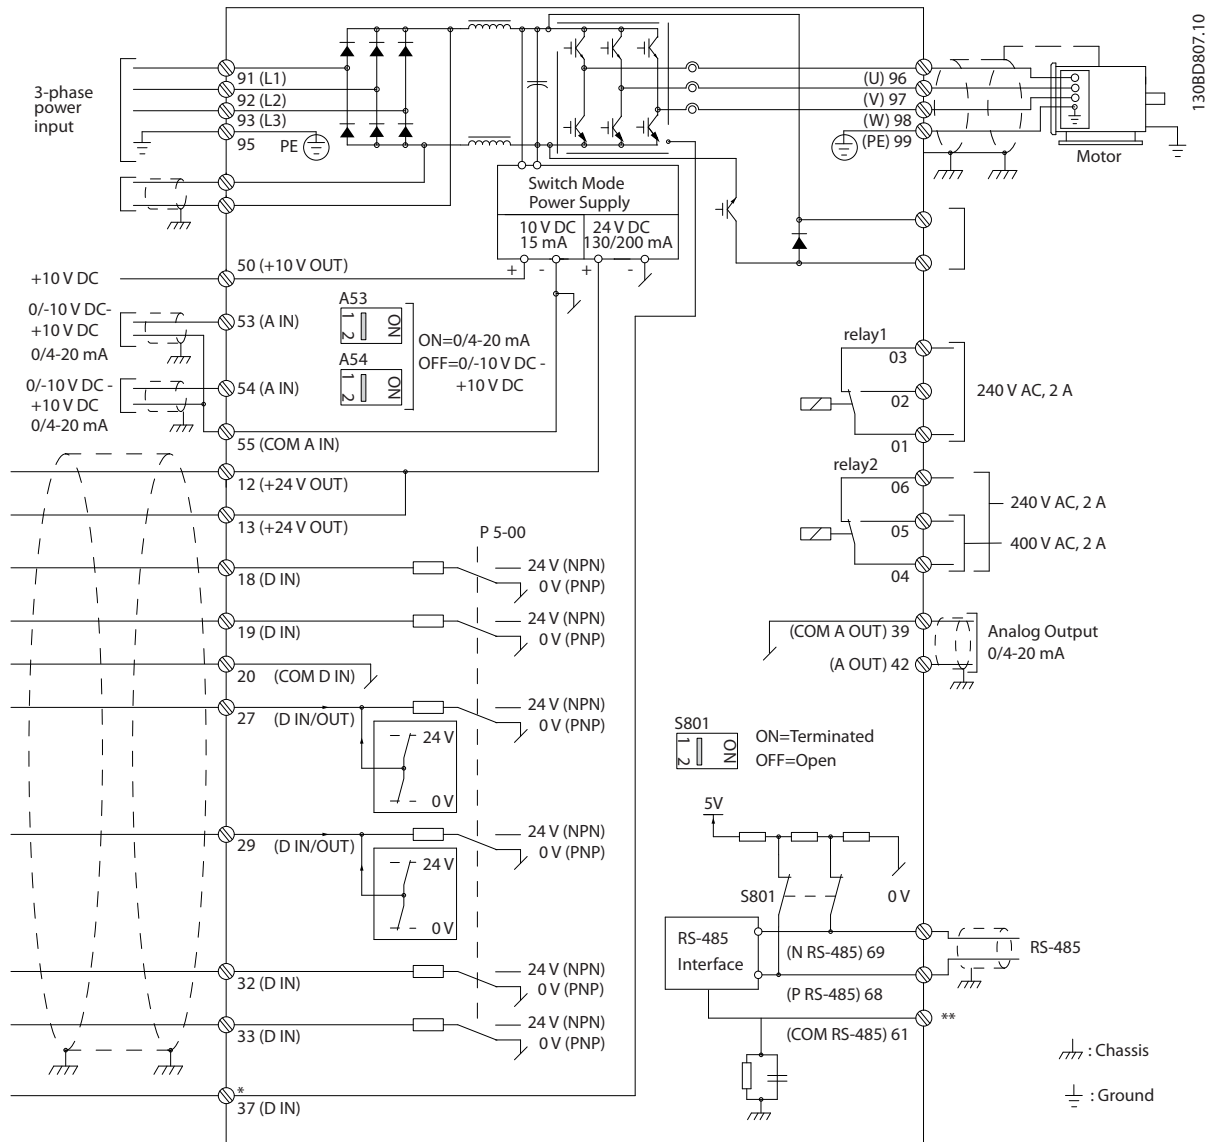 130BD807.10
3-phase
power
input
91 (L1)
92 (L2)
93 (L3)
95
PE
(U) 96
(V) 97
(W) 98
(PE) 99
Motor
Switch Mode
Power Supply
10 V DC
15 mA
24 V DC
130/200 mA
+
-
+
-
+10 V DC
50 (+10 V OUT)
0/-10 V DC-
+10 V DC
0/4-20 mA
53 (A IN)
A53
1
2
ON
ON=0/4-20 mA
OFF=0/-10 V DC -
+10 V DC
A54
1
2
ON
0/-10 V DC -
+10 V DC
0/4-20 mA
54 (A IN)
55 (COM A IN)
12 (+24 V OUT)
13 (+24 V OUT)
P 5-00
18 (D IN)
24 V (NPN)
0 V (PNP)
19 (D IN)
24 V (NPN)
0 V (PNP)
20 (COM D IN)
27 (D IN/OUT)
24 V (NPN)
0 V (PNP)
24 V
0 V
29 (D IN/OUT)
24 V (NPN)
0 V (PNP)
24 V
0 V
32 (D IN)
24 V (NPN)
0 V (PNP)
33 (D IN)
24 V (NPN)
0 V (PNP)
*
37 (D IN)
relay1
03
02
01
240 V AC, 2 A
relay2
06
05
04
240 V AC, 2 A
400 V AC, 2 A
(COM A OUT) 39
(A OUT) 42
Analog Output
0/4-20 mA
S801
1
2
ON
ON=Terminated
OFF=Open
5V
S801
0 V
RS-485
Interface
(N RS-485) 69
(P RS-485) 68
(COM RS-485) 61
RS-485
**
: Chassis
: Ground